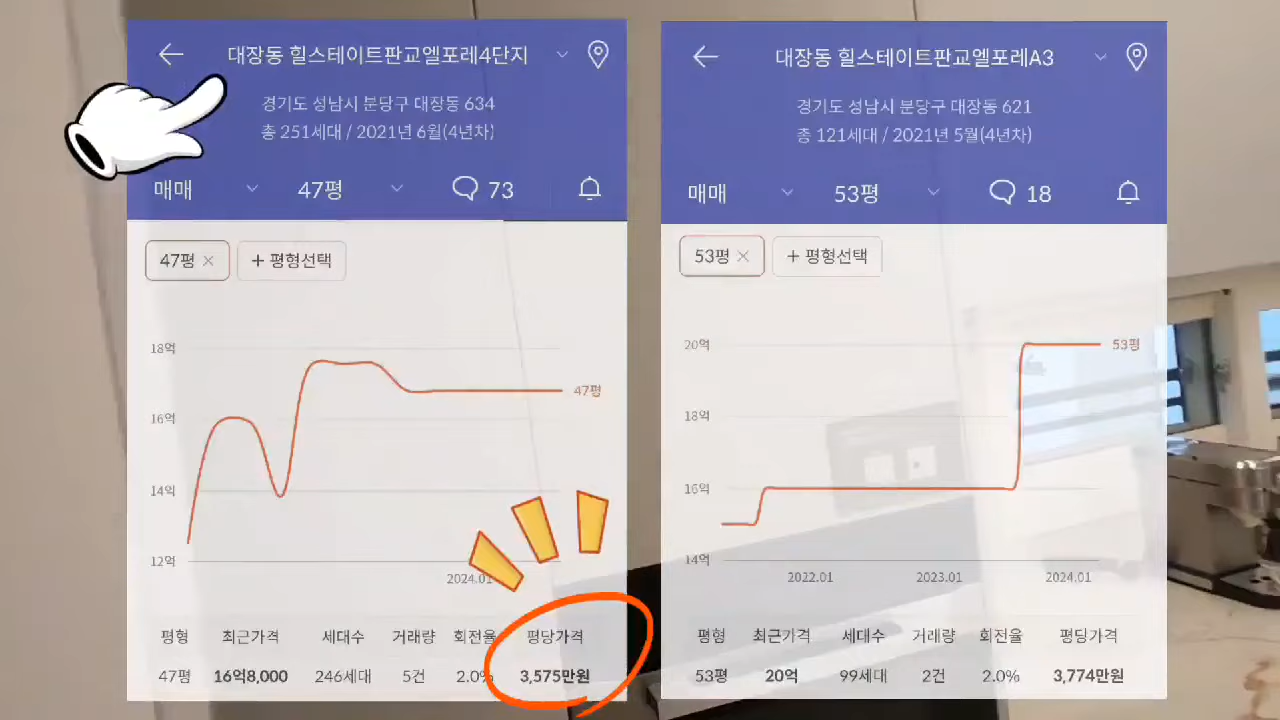 대장동 힐스테이트판교엘포레4단지
경기도 성남시 분당구 대장동 634
총 251세대 / 2021년 6월(4년차)
매매 47평 73
47평 × + 평형선택
18억
47평
16억
14억
12억
2024.01
평형 최근가격 세대수 거래량 회전율 평당가격
47평 16억8,000 246세대 5건 2.0% 3,575만원
대장동 힐스테이트판교엘포레A3
경기도 성남시 분당구 대장동 621
총 121세대 / 2021년 5월(4년차)
매매 53평 18
53평 × + 평형선택
20억 53평
18억
16억
14억
2022.01 2023.01 2024.01
평형 최근가격 세대수 거래량 회전율 평당가격
53평 20억 99세대 2건 2.0% 3,774만원